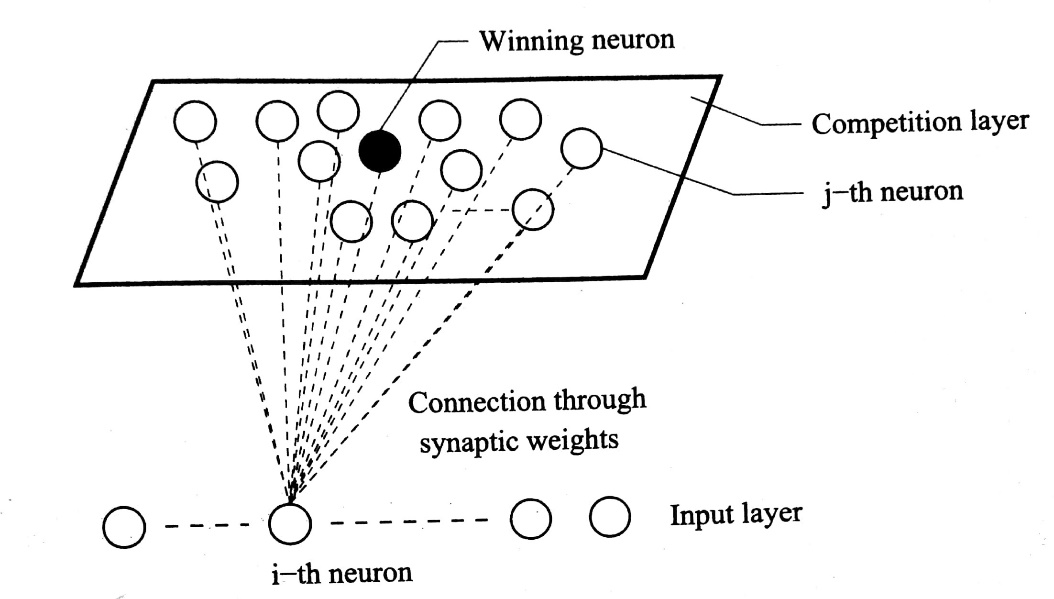 Winning neuron
Competition layer
j–th neuron
Connection through
synaptic weights
Input layer
i–th neuron